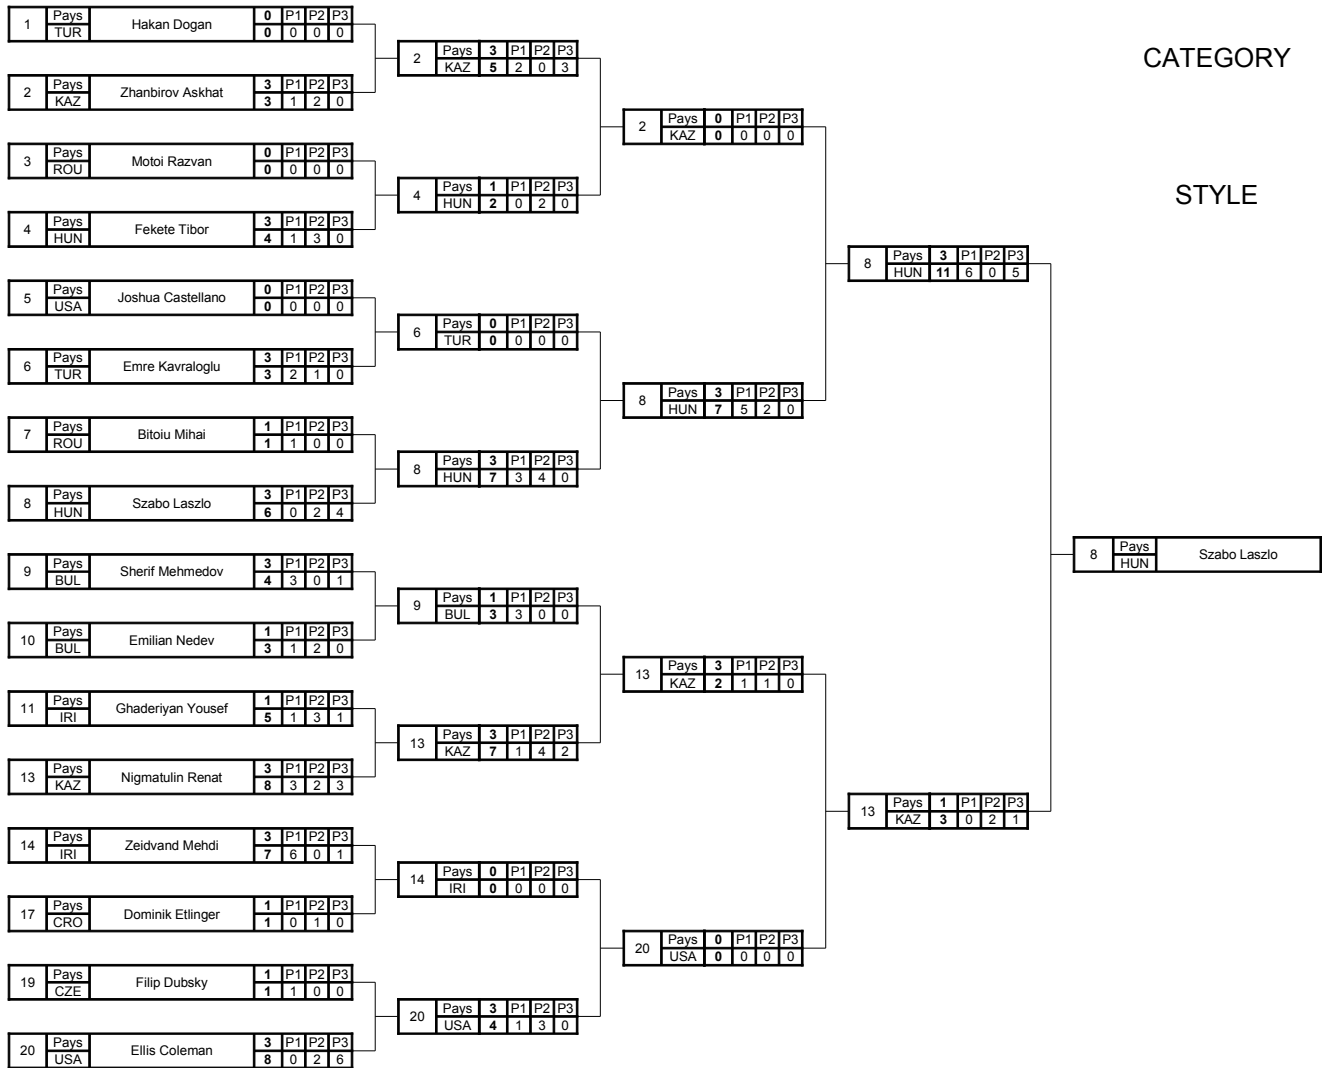 CATEGORY
STYLE
1 Pays Hakan Dogan 0 P1 P2 P3
TUR 0 0 0 0
2 Pays Zhanbirov Askhat 3 P1 P2 P3
KAZ 3 1 2 0
3 Pays Motoi Razvan 0 P1 P2 P3
ROU 0 0 0 0
4 Pays Fekete Tibor 3 P1 P2 P3
HUN 4 1 3 0
5 Pays Joshua Castellano 0 P1 P2 P3
USA 0 0 0 0
6 Pays Emre Kavraloglu 3 P1 P2 P3
TUR 3 2 1 0
7 Pays Bitoiu Mihai 1 P1 P2 P3
ROU 1 1 0 0
8 Pays Szabo Laszlo 3 P1 P2 P3
HUN 6 0 2 4
9 Pays Sherif Mehmedov 3 P1 P2 P3
BUL 4 3 0 1
10 Pays Emilian Nedev 1 P1 P2 P3
BUL 3 1 2 0
11 Pays Ghaderiyan Yousef 1 P1 P2 P3
IRI 5 1 3 1
13 Pays Nigmatulin Renat 3 P1 P2 P3
KAZ 8 3 2 3
14 Pays Zeidvand Mehdi 3 P1 P2 P3
IRI 7 6 0 1
17 Pays Dominik Etlinger 1 P1 P2 P3
CRO 1 0 1 0
19 Pays Filip Dubsky 1 P1 P2 P3
CZE 1 1 0 0
20 Pays Ellis Coleman 3 P1 P2 P3
USA 8 0 2 6
2 Pays 3 P1 P2 P3
KAZ 5 2 0 3
4 Pays 1 P1 P2 P3
HUN 2 0 2 0
6 Pays 0 P1 P2 P3
TUR 0 0 0 0
8 Pays 3 P1 P2 P3
HUN 7 3 4 0
9 Pays 1 P1 P2 P3
BUL 3 3 0 0
13 Pays 3 P1 P2 P3
KAZ 7 1 4 2
14 Pays 0 P1 P2 P3
IRI 0 0 0 0
20 Pays 3 P1 P2 P3
USA 4 1 3 0
2 Pays 0 P1 P2 P3
KAZ 0 0 0 0
8 Pays 3 P1 P2 P3
HUN 7 5 2 0
13 Pays 3 P1 P2 P3
KAZ 2 1 1 0
20 Pays 0 P1 P2 P3
USA 0 0 0 0
8 Pays 3 P1 P2 P3
HUN 11 6 0 5
13 Pays 1 P1 P2 P3
KAZ 3 0 2 1
8 Pays Szabo Laszlo
HUN